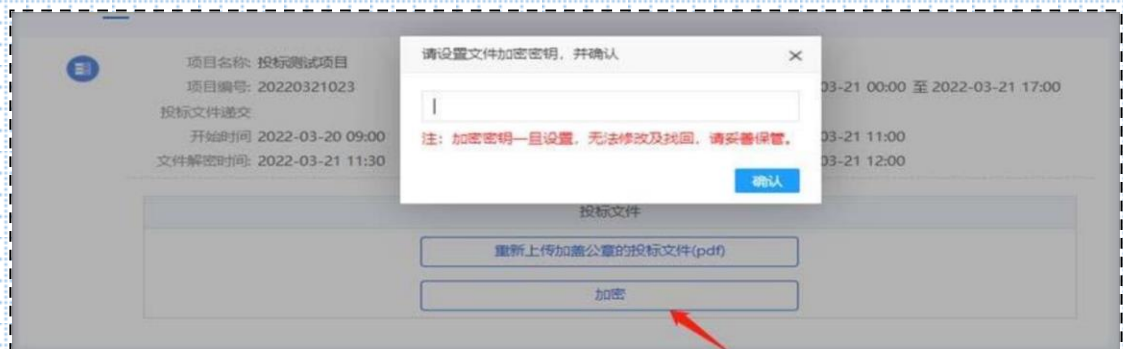 请设置文件加密密钥，并确认
×
项目名称: 投标测试项目
项目编号: 20220321023
03-21 00:00 至 2022-03-21 17:00
投标文件递交
开始时间 2022-03-20 09:00
注：加密密钥一旦设置，无法修改及找回，请妥善保管。
03-21 11:00
文件解密时间: 2022-03-21 11:30
03-21 12:00
确认
投标文件
重新上传加盖公章的投标文件(pdf)
加密